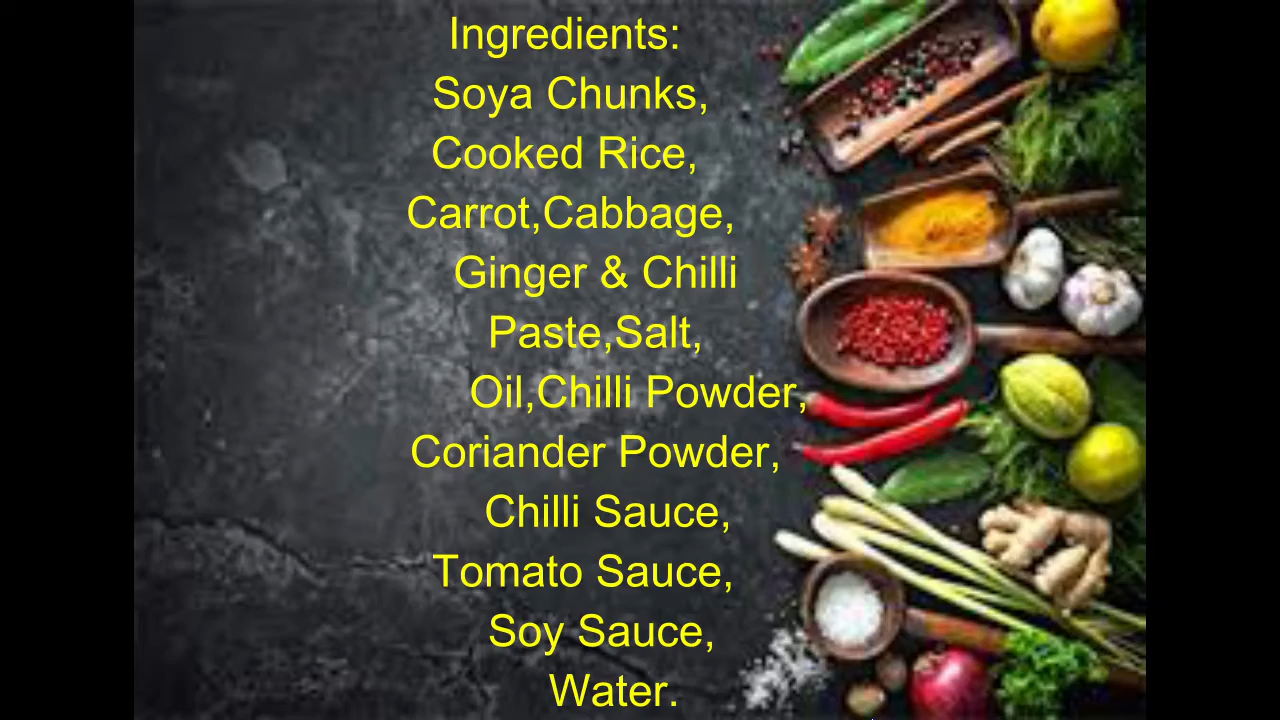 Ingredients:
Soya Chunks,
Cooked Rice,
Carrot,Cabbage,
Ginger & Chilli
Paste,Salt,
Oil,Chilli Powder,
Coriander Powder,
Chilli Sauce,
Tomato Sauce,
Soy Sauce,
Water.